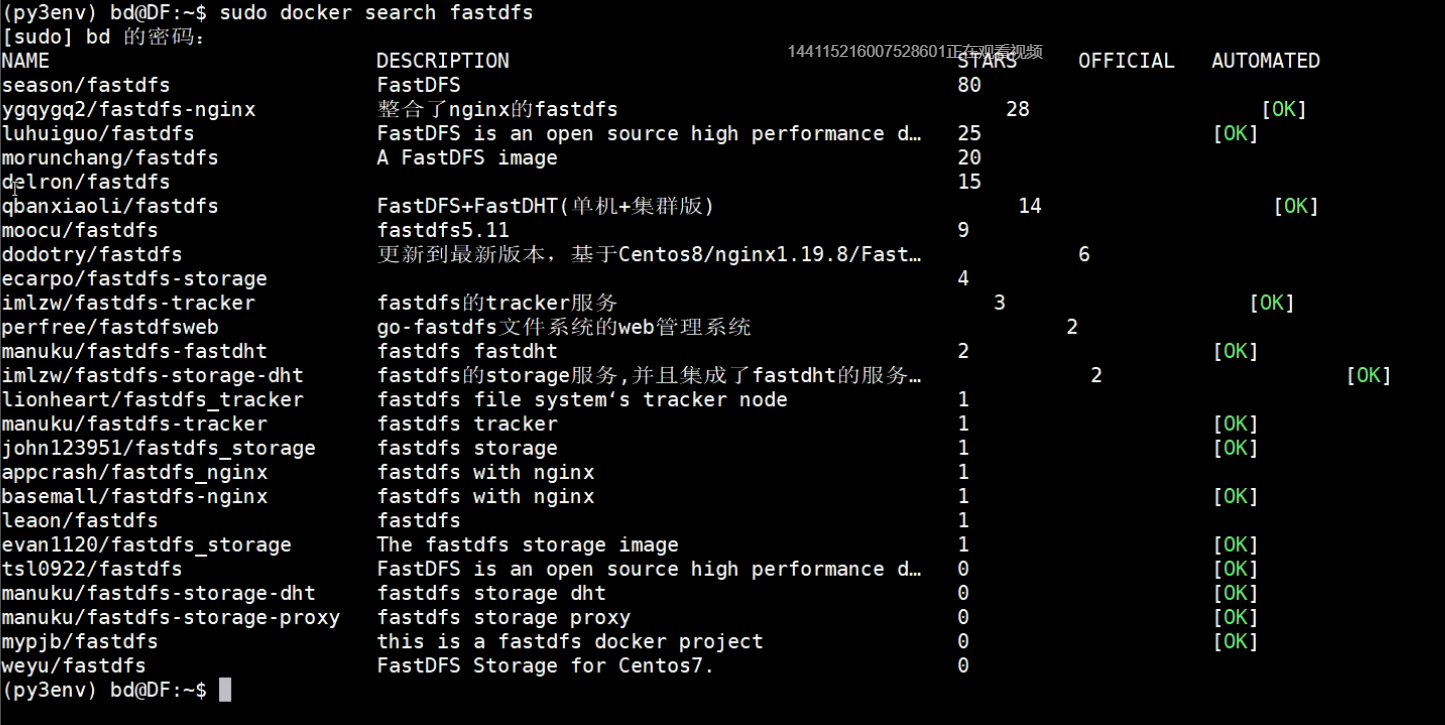 (py3env) bd@DF:~$ sudo docker search fastdfs
[sudo] bd 的密码：
144115216007528601正在观看视频
NAME DESCRIPTION STARS OFFICIAL AUTOMATED
season/fastdfs FastDFS 80
ygqygq2/fastdfs-nginx 整合了nginx的fastdfs 28 [OK]
luhuiguo/fastdfs FastDFS is an open source high performance d… 25 [OK]
morunchang/fastdfs A FastDFS image 20
delron/fastdfs 15
qbanxiaoli/fastdfs FastDFS+FastDHT(单机+集群版) 14 [OK]
moocu/fastdfs fastdfs5.11 9
dodotry/fastdfs 更新到最新版本，基于Centos8/nginx1.19.8/Fast… 6
ecarpo/fastdfs-storage 4
imlzw/fastdfs-tracker fastdfs的tracker服务 3 [OK]
perfree/fastdfsweb go-fastdfs文件系统的web管理系统 2
manuku/fastdfs-fastdht fastdfs fastdht 2 [OK]
imlzw/fastdfs-storage-dht fastdfs的storage服务,并且集成了fastdht的服务… 2 [OK]
lionheart/fastdfs_tracker fastdfs file system‘s tracker node 1
manuku/fastdfs-tracker fastdfs tracker 1 [OK]
john123951/fastdfs_storage fastdfs storage 1 [OK]
appcrash/fastdfs_nginx fastdfs with nginx 1
basemall/fastdfs-nginx fastdfs with nginx 1 [OK]
leaon/fastdfs fastdfs 1
evan1120/fastdfs_storage The fastdfs storage image 1 [OK]
tsl0922/fastdfs FastDFS is an open source high performance d… 0 [OK]
manuku/fastdfs-storage-dht fastdfs storage dht 0 [OK]
manuku/fastdfs-storage-proxy fastdfs storage proxy 0 [OK]
mypjb/fastdfs this is a fastdfs docker project 0 [OK]
weyu/fastdfs FastDFS Storage for Centos7. 0
(py3env) bd@DF:~$